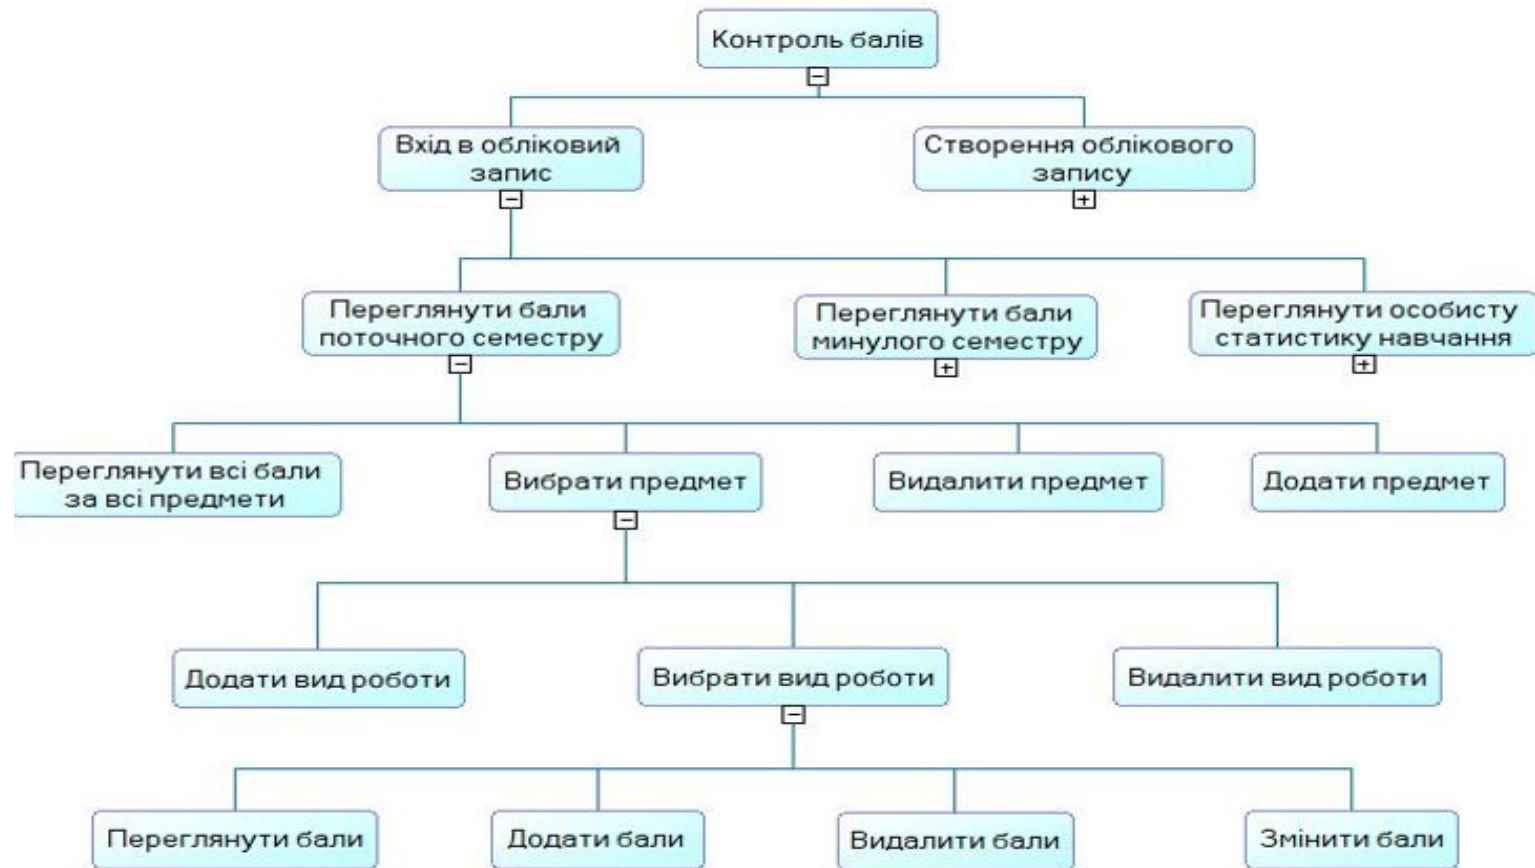 Контроль балів
Вхід в обліковий
запис
Створення облікового
запису
Переглянути бали
поточного семестру
Переглянути бали
минулого семестру
Переглянути особисту
статистику навчання
Переглянути всі бали
за всі предмети
Вибрати предмет
Видалити предмет
Додати предмет
Додати вид роботи
Вибрати вид роботи
Видалити вид роботи
Переглянути бали
Додати бали
Видалити бали
Змінити бали